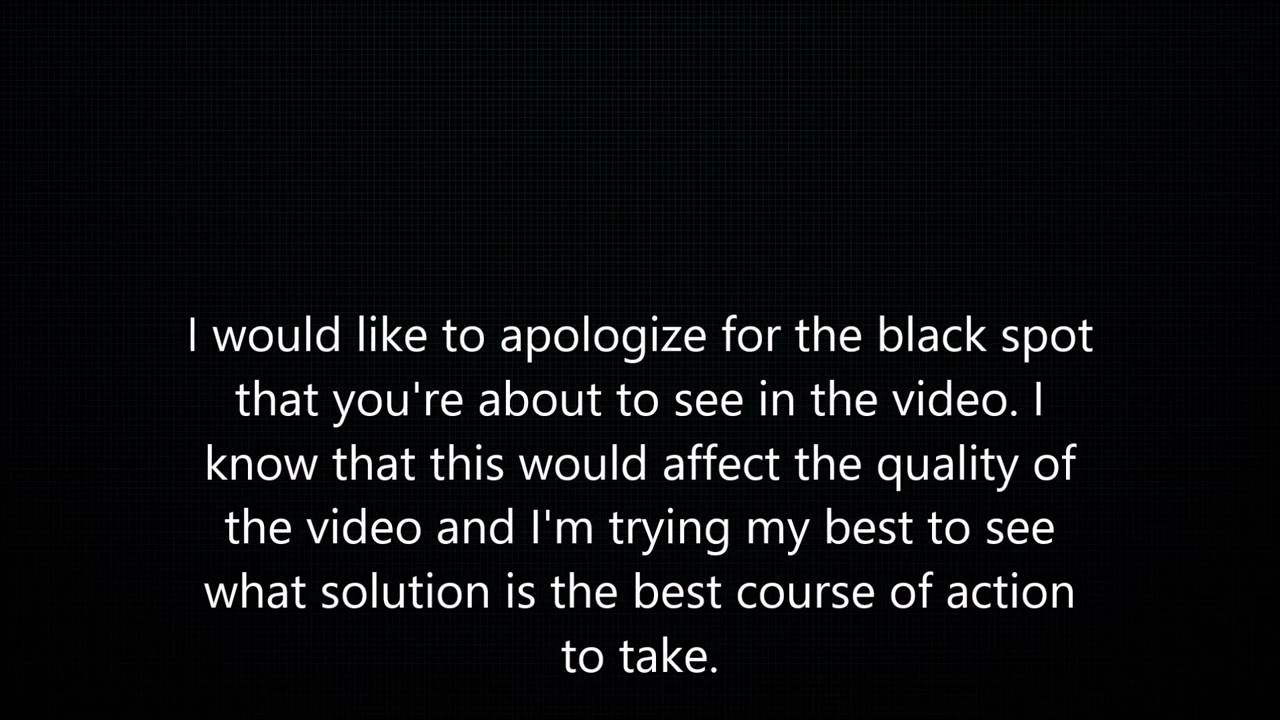 I would like to apologize for the black spot
that you're about to see in the video. I
know that this would affect the quality of
the video and I'm trying my best to see
what solution is the best course of action
to take.